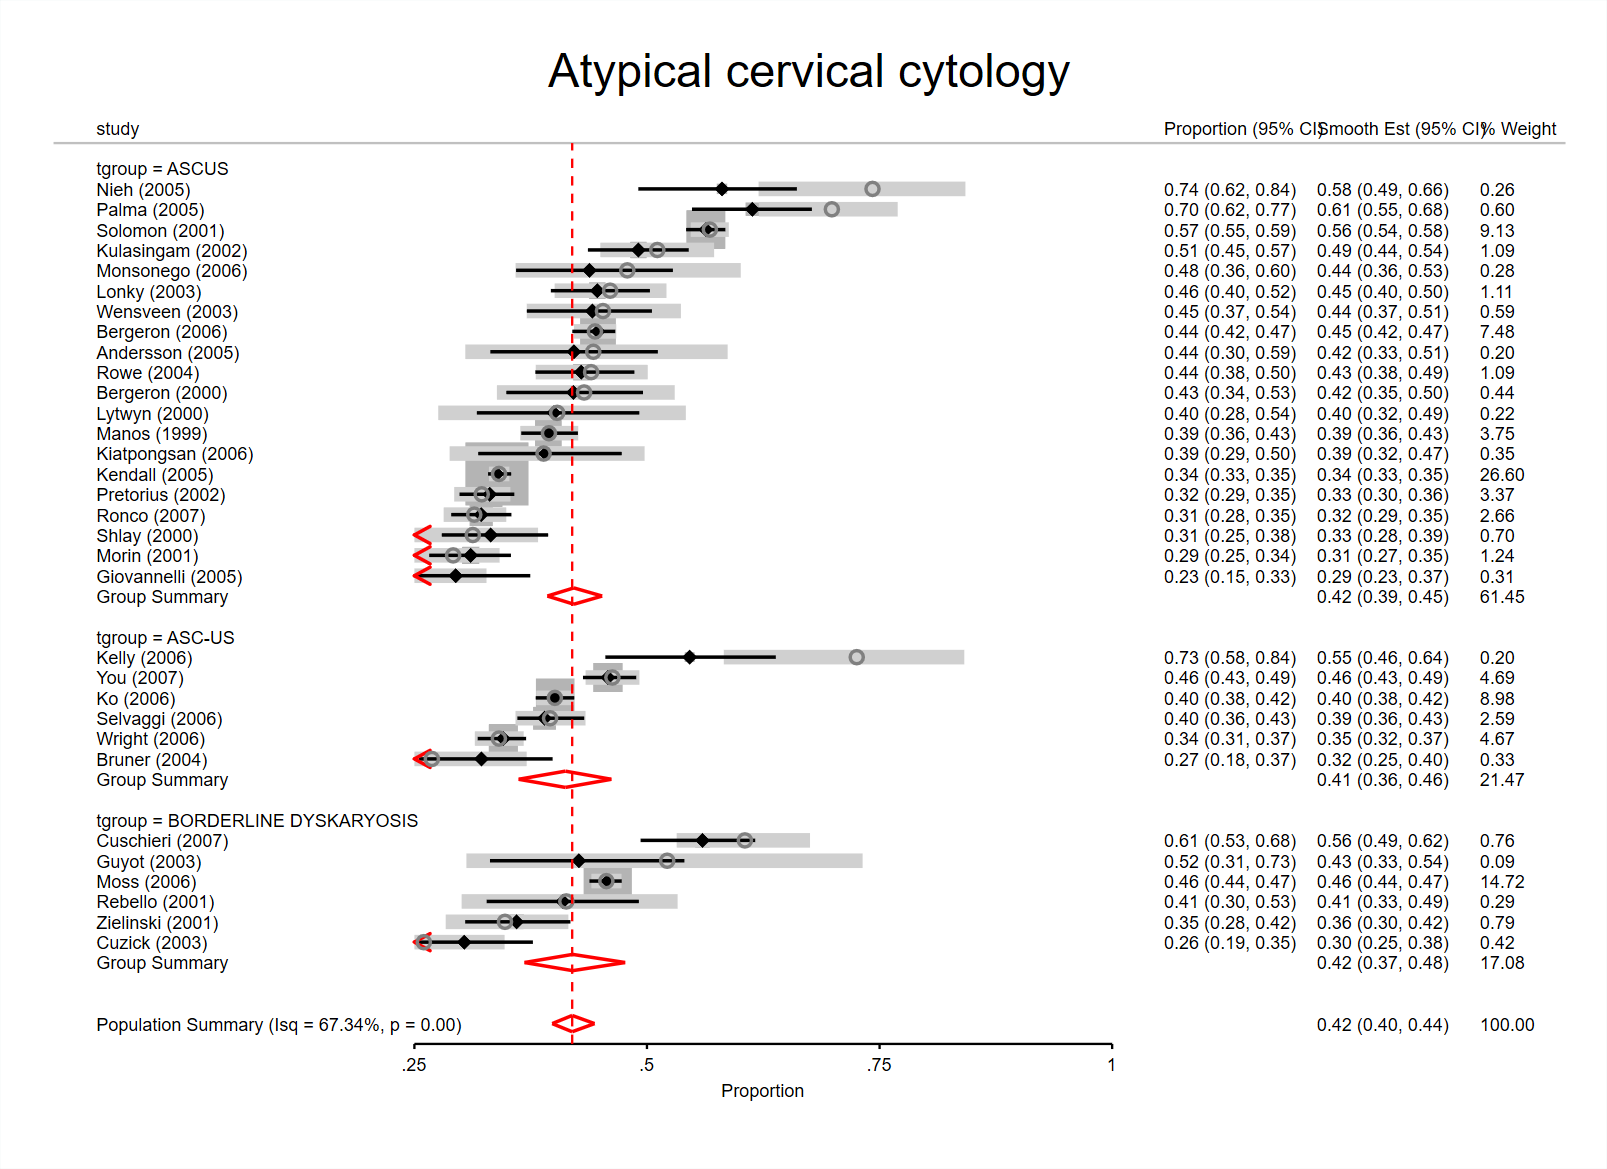 Atypical cervical cytology
study Proportion (95% CI) Smooth Est (95% CI) % Weight
tgroup = ASCUS
Nieh (2005) 0.74 (0.62, 0.84) 0.58 (0.49, 0.66) 0.26
Palma (2005) 0.70 (0.62, 0.77) 0.61 (0.55, 0.68) 0.60
Solomon (2001) 0.57 (0.55, 0.59) 0.56 (0.54, 0.58) 9.13
Kulasingam (2002) 0.51 (0.45, 0.57) 0.49 (0.44, 0.54) 1.09
Monsonego (2006) 0.48 (0.36, 0.60) 0.44 (0.36, 0.53) 0.28
Lonky (2003) 0.46 (0.40, 0.52) 0.45 (0.40, 0.50) 1.11
Wensveen (2003) 0.45 (0.37, 0.54) 0.44 (0.37, 0.51) 0.59
Bergeron (2006) 0.44 (0.42, 0.47) 0.45 (0.42, 0.47) 7.48
Andersson (2005) 0.44 (0.30, 0.59) 0.42 (0.33, 0.51) 0.20
Rowe (2004) 0.44 (0.38, 0.50) 0.43 (0.38, 0.49) 1.09
Bergeron (2000) 0.43 (0.34, 0.53) 0.42 (0.35, 0.50) 0.44
Lytwyn (2000) 0.40 (0.28, 0.54) 0.40 (0.32, 0.49) 0.22
Manos (1999) 0.39 (0.36, 0.43) 0.39 (0.36, 0.43) 3.75
Kiatpongsan (2006) 0.39 (0.29, 0.50) 0.39 (0.32, 0.47) 0.35
Kendall (2005) 0.34 (0.33, 0.35) 0.34 (0.33, 0.35) 26.60
Pretorius (2002) 0.32 (0.29, 0.35) 0.33 (0.30, 0.36) 3.37
Ronco (2007) 0.31 (0.28, 0.35) 0.32 (0.29, 0.35) 2.66
Shlay (2000) 0.31 (0.25, 0.38) 0.33 (0.28, 0.39) 0.70
Morin (2001) 0.29 (0.25, 0.34) 0.31 (0.27, 0.35) 1.24
Giovannelli (2005) 0.23 (0.15, 0.33) 0.29 (0.23, 0.37) 0.31
Group Summary 0.42 (0.39, 0.45) 61.45
tgroup = ASC-US
Kelly (2006) 0.73 (0.58, 0.84) 0.55 (0.46, 0.64) 0.20
You (2007) 0.46 (0.43, 0.49) 0.46 (0.43, 0.49) 4.69
Ko (2006) 0.40 (0.38, 0.42) 0.40 (0.38, 0.42) 8.98
Selvaggi (2006) 0.40 (0.36, 0.43) 0.39 (0.36, 0.43) 2.59
Wright (2006) 0.34 (0.31, 0.37) 0.35 (0.32, 0.37) 4.67
Bruner (2004) 0.27 (0.18, 0.37) 0.32 (0.25, 0.40) 0.33
Group Summary 0.41 (0.36, 0.46) 21.47
tgroup = BORDERLINE DYSKARYOSIS
Cuschieri (2007) 0.61 (0.53, 0.68) 0.56 (0.49, 0.62) 0.76
Guyot (2003) 0.52 (0.31, 0.73) 0.43 (0.33, 0.54) 0.09
Moss (2006) 0.46 (0.44, 0.47) 0.46 (0.44, 0.47) 14.72
Rebello (2001) 0.41 (0.30, 0.53) 0.41 (0.33, 0.49) 0.29
Zielinski (2001) 0.35 (0.28, 0.42) 0.36 (0.30, 0.42) 0.79
Cuzick (2003) 0.26 (0.19, 0.35) 0.30 (0.25, 0.38) 0.42
Group Summary 0.42 (0.37, 0.48) 17.08
Population Summary (Isq = 67.34%, p = 0.00) 0.42 (0.40, 0.44) 100.00
.25 .5 .75 1
Proportion